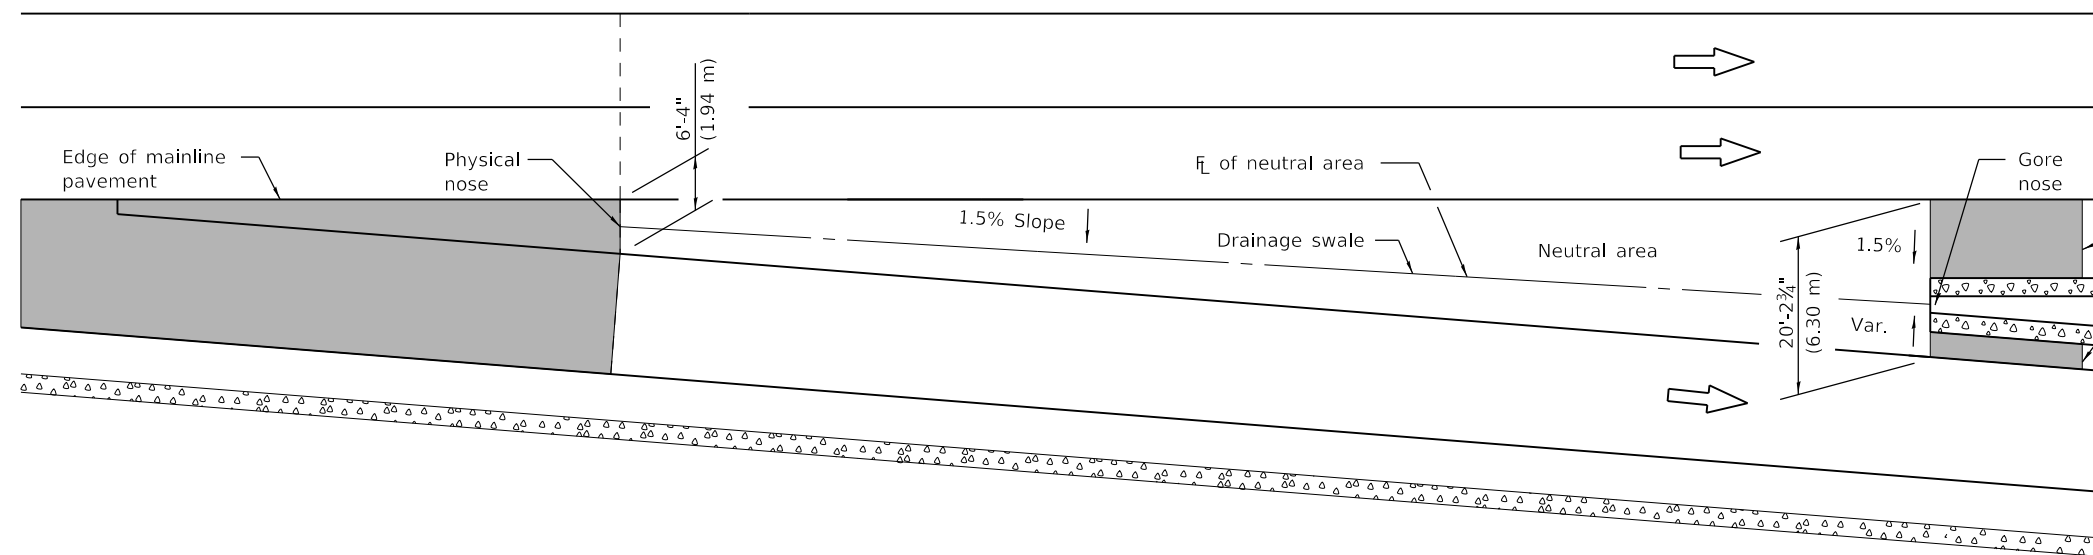 Edge of mainline
pavement
Physical
nose
6'-4"
(1.94 m)
1.5% Slope
℄ of neutral area
Drainage swale
Neutral area
20'-2¾"
(6.30 m)
1.5%
Var.
Gore
nose